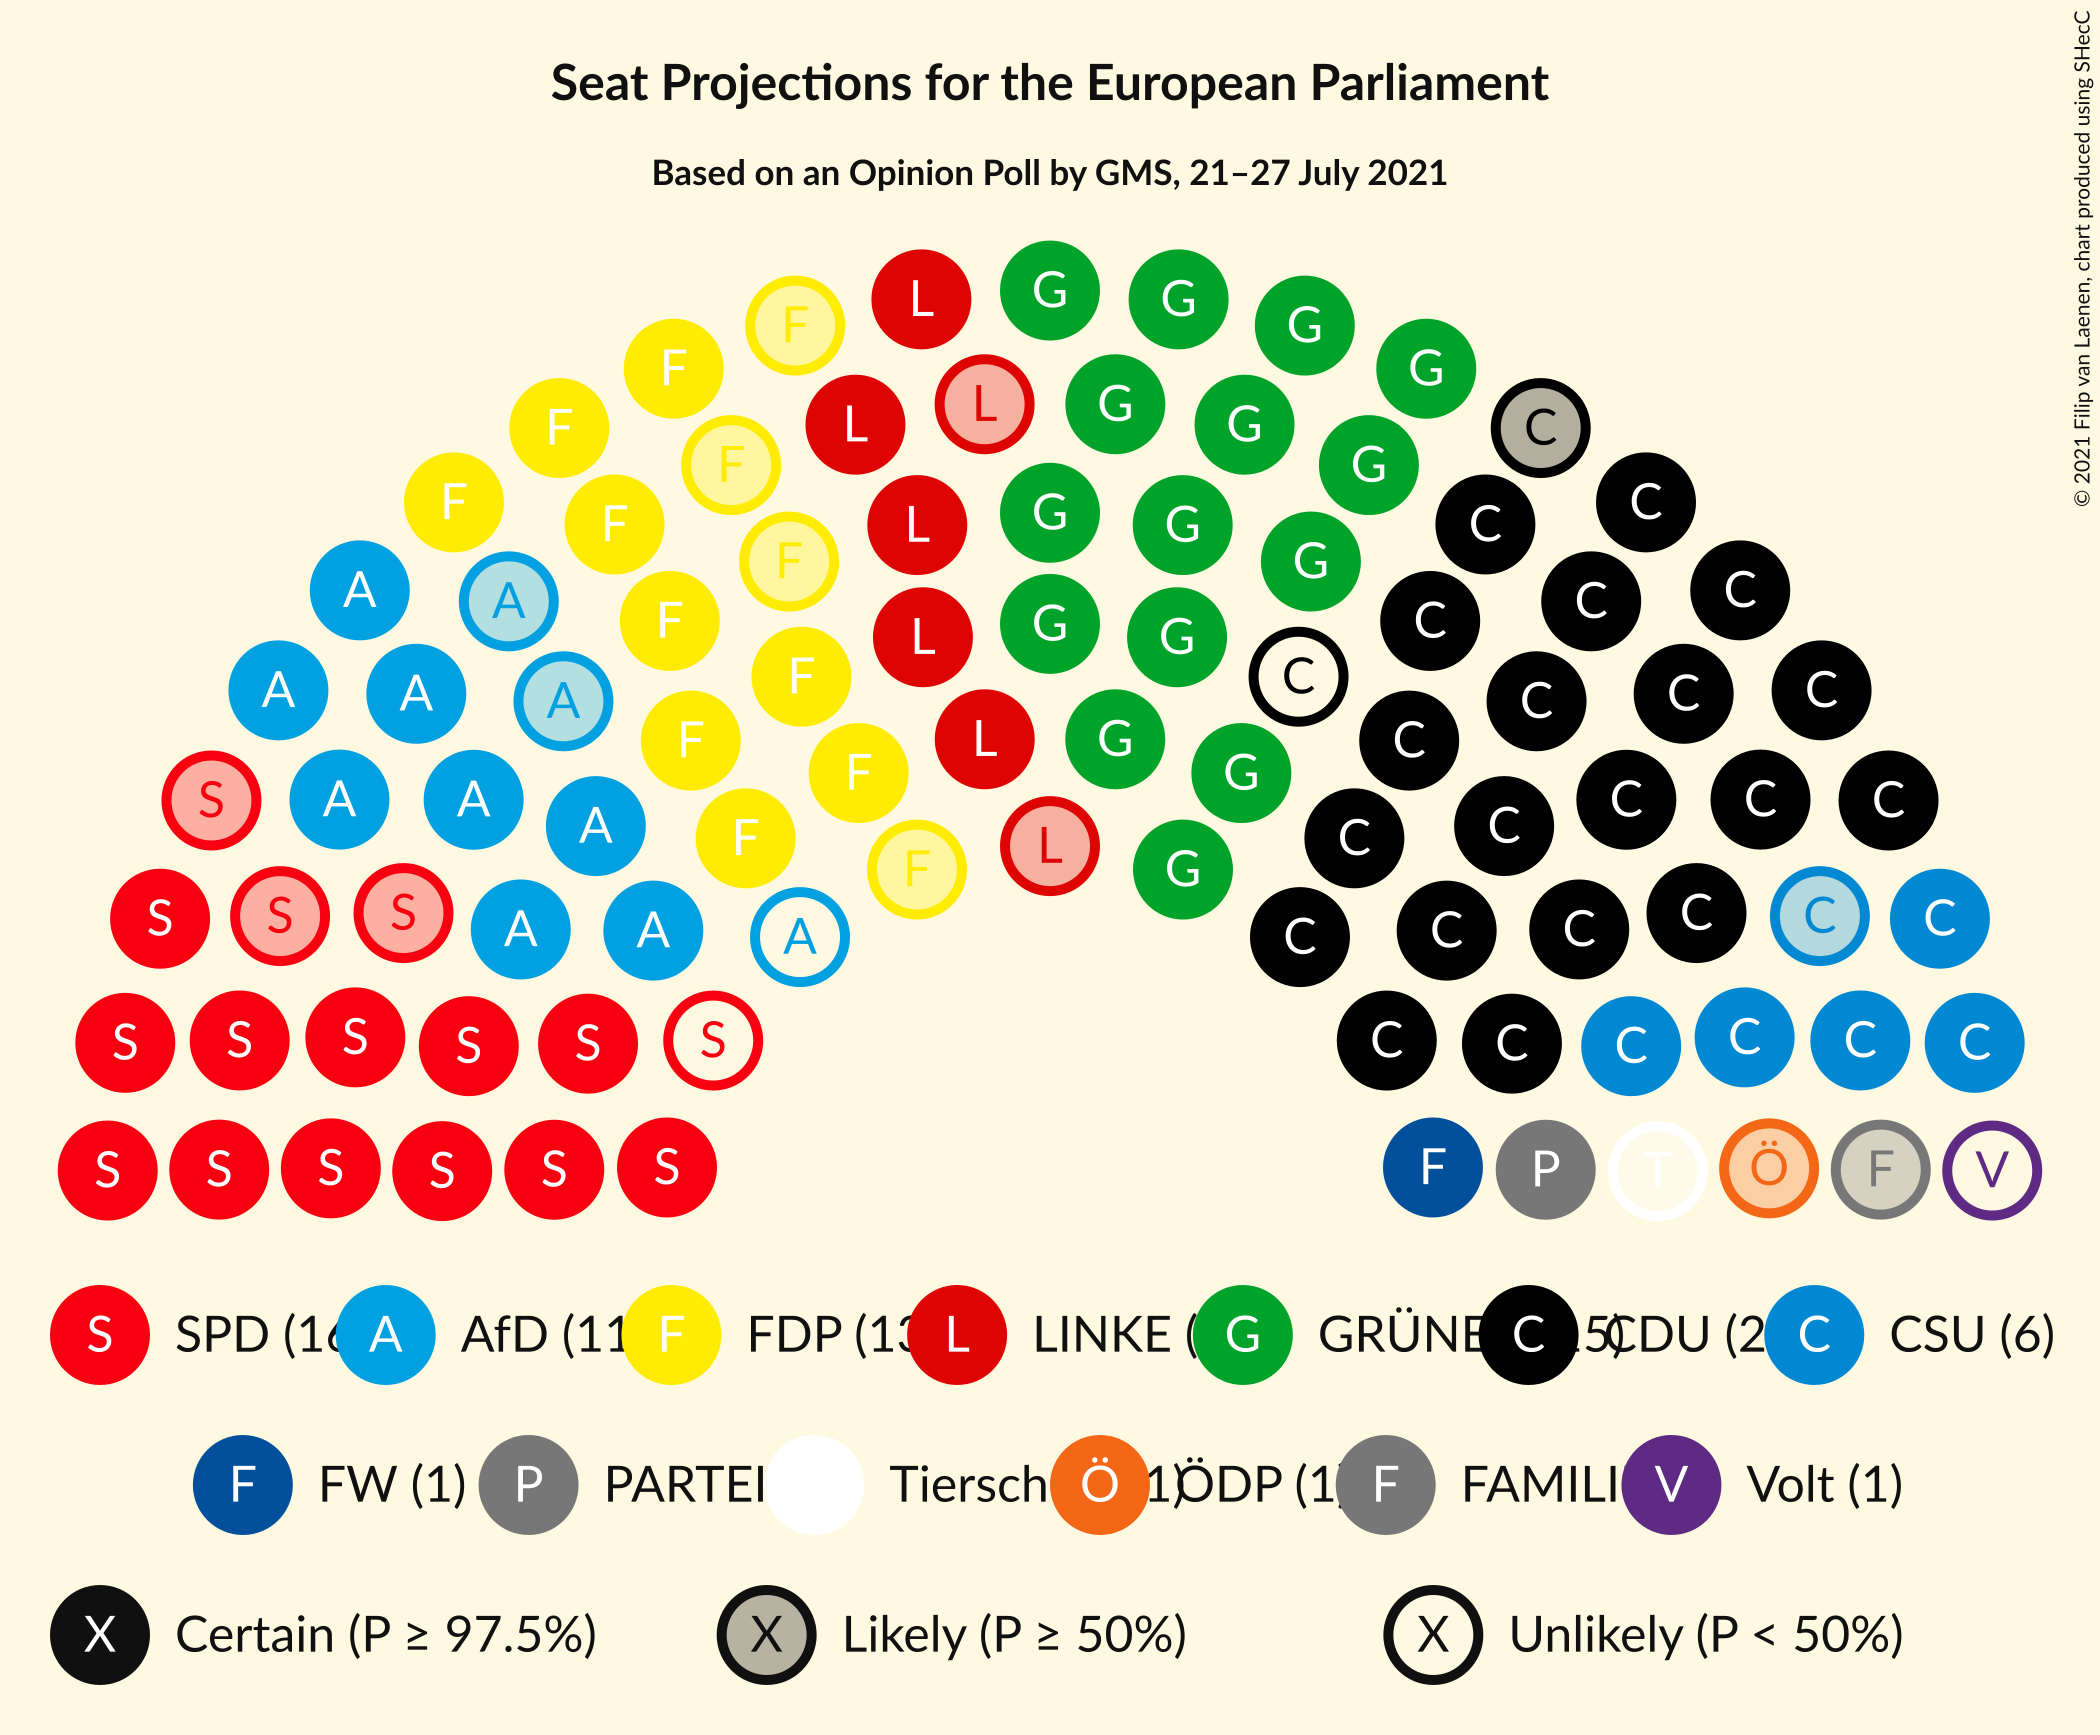 Seat Projections for the European Parliament
Based on an Opinion Poll by GMS, 21–27 July 2021
© 2021 Filip van Laenen, chart produced using SHecC
L G G G
F G
F L G G
F L G C
F F G C
F F L G G C
A A F G C C
A F L G G C C
A A A F C C C C
F L G C
S A A A F F G C C C C C
L
S S S A A A F G C C C C C C
S S S S S S C C C C C C
S S S S S S F P T Ö F V
S SPD (16 A AfD (11 F FDP (13 L LINKE ( G GRÜNE C 5) CDU (2 C CSU (6)
F FW (1) P PARTEI Tiersch Ö 1) ÖDP (1 F FAMILI V Volt (1)
X Certain (P ≥ 97.5%) X Likely (P ≥ 50%) X Unlikely (P < 50%)